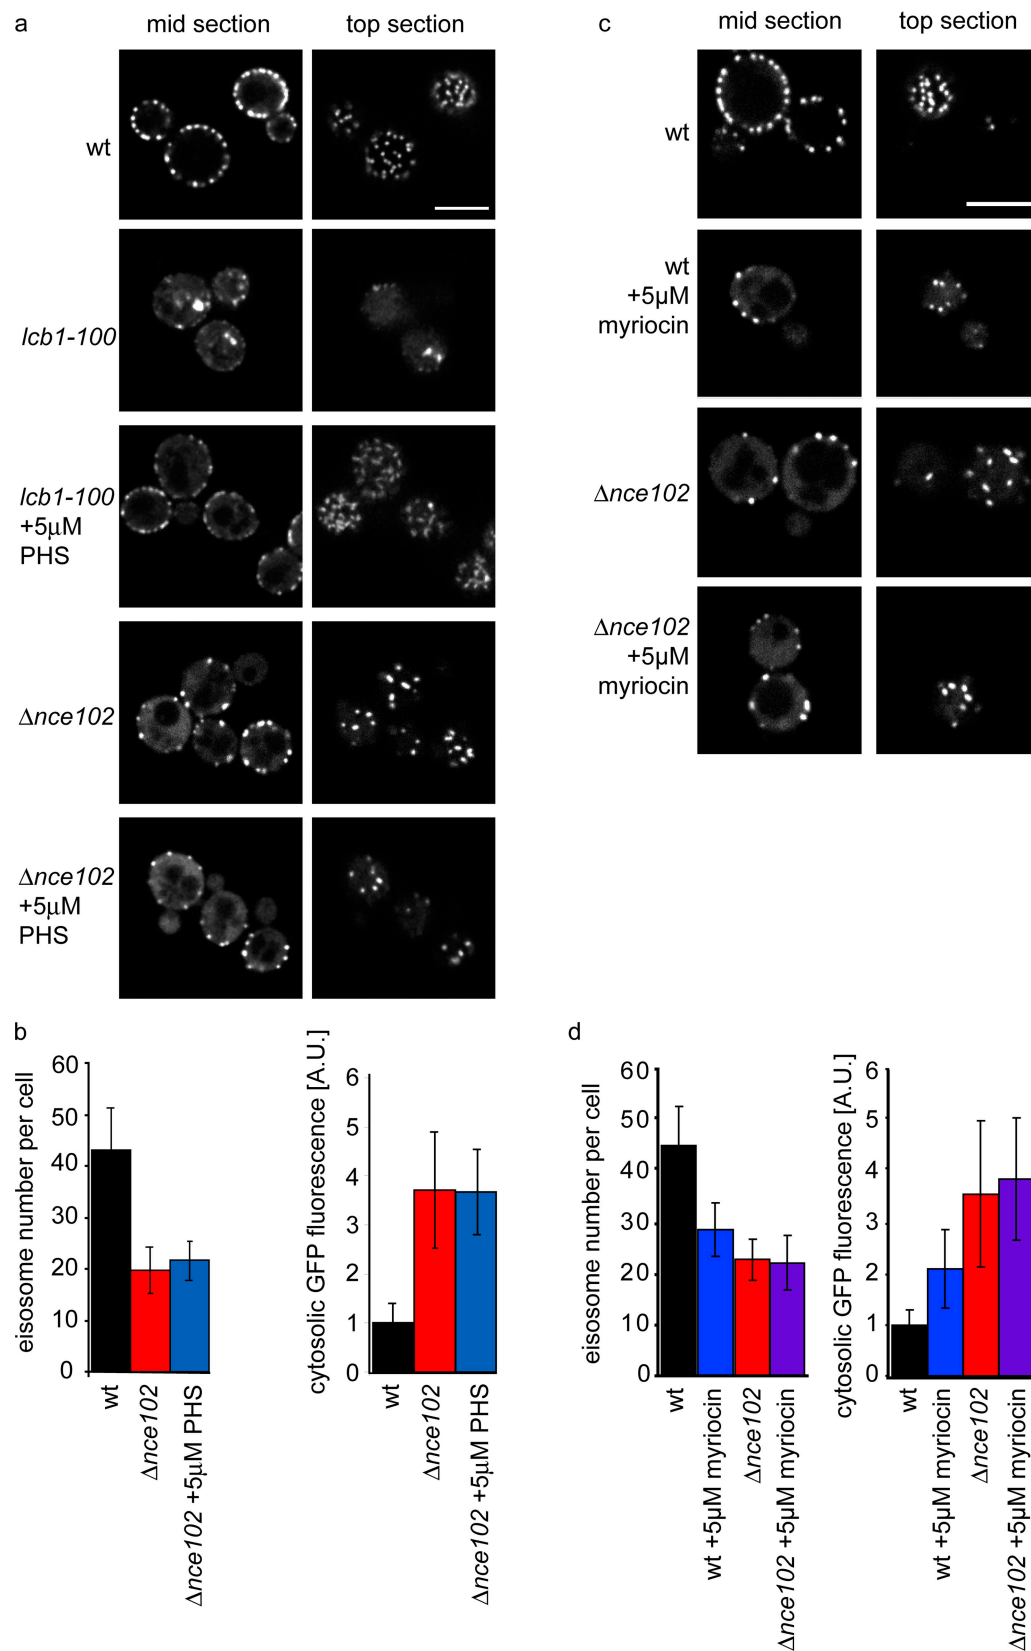 a
mid section
top section
wt
lcb1-100
lcb1-100
+5μM
PHS
Δnce102
Δnce102
+5μM
PHS
c
mid section
top section
wt
wt
+5μM
myriocin
Δnce102
Δnce102
+5μM
myriocin
b
eisosome number per cell
60
50
40
30
20
10
0
wt
Δnce102
Δnce102 +5μM PHS
cytosolic GFP fluorescence [A.U.]
6
5
4
3
2
1
0
wt
Δnce102
Δnce102 +5μM PHS
d
eisosome number per cell
60
50
40
30
20
10
0
wt
wt +5μM myriocin
Δnce102
Δnce102 +5μM myriocin
cytosolic GFP fluorescence [A.U.]
6
5
4
3
2
1
0
wt
wt +5μM myriocin
Δnce102
Δnce102 +5μM myriocin